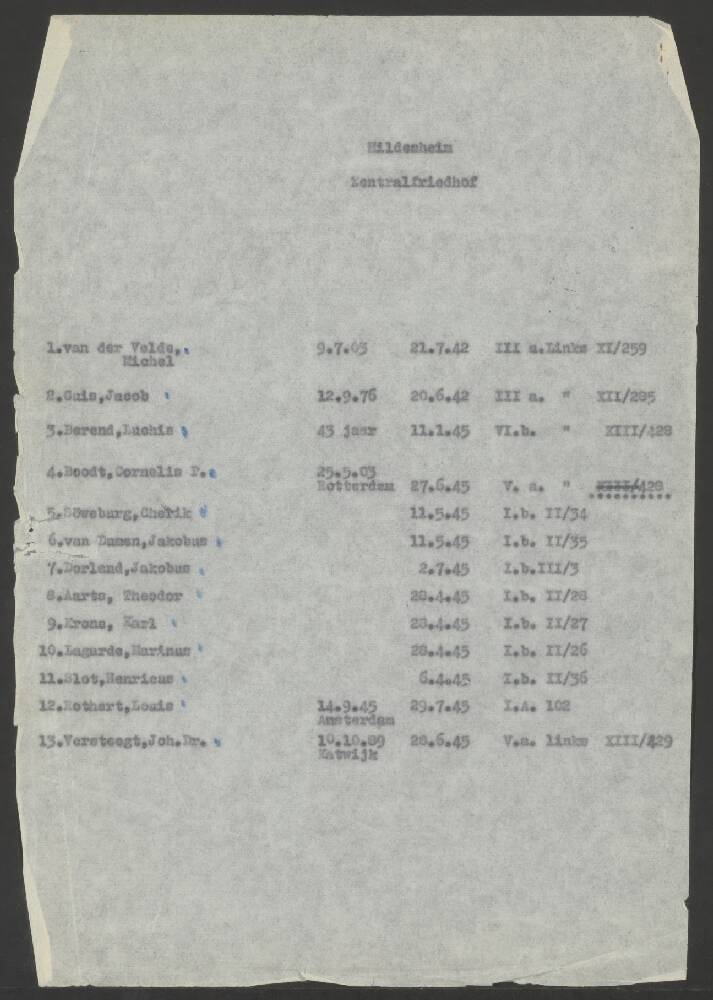 Hildesheim
Zentralfriedhof
1.van der Velde, 9.7.03 21.7.42 III a.Links XI/259
Michel
2.Guis,Jacob 12.9.76 20.6.42 III a. " XII/285
3.Berend,Luchis 43 jaar 11.1.45 VI.b. " XIII/428
4.Boodt,Cornelis P. 25.5.03
Rotterdam 27.6.45 V. a. " XIII/428
5. Cherik 11.5.45 I.b. II/34
6.van Dumen,Jakobus 11.5.45 I.b. II/35
7.Dorland,Jakobus 2.7.45 I.b.III/3
8.Aarts, Theodor 28.4.45 I.b. II/28
9.Krons, Karl 28.4.45 I.b. II/27
10.Lagarde,Marinus 28.4.45 I.b. II/26
11.Slot,Henricus 6.4.45 I.b. II/36
12.Rothert,Louis 14.9.45 29.7.45 I.A. 102
Amsterdam
13.Versteegt,Joh.Dr. 10.10.89 28.6.45 V.a. links XIII/429
Katwijk